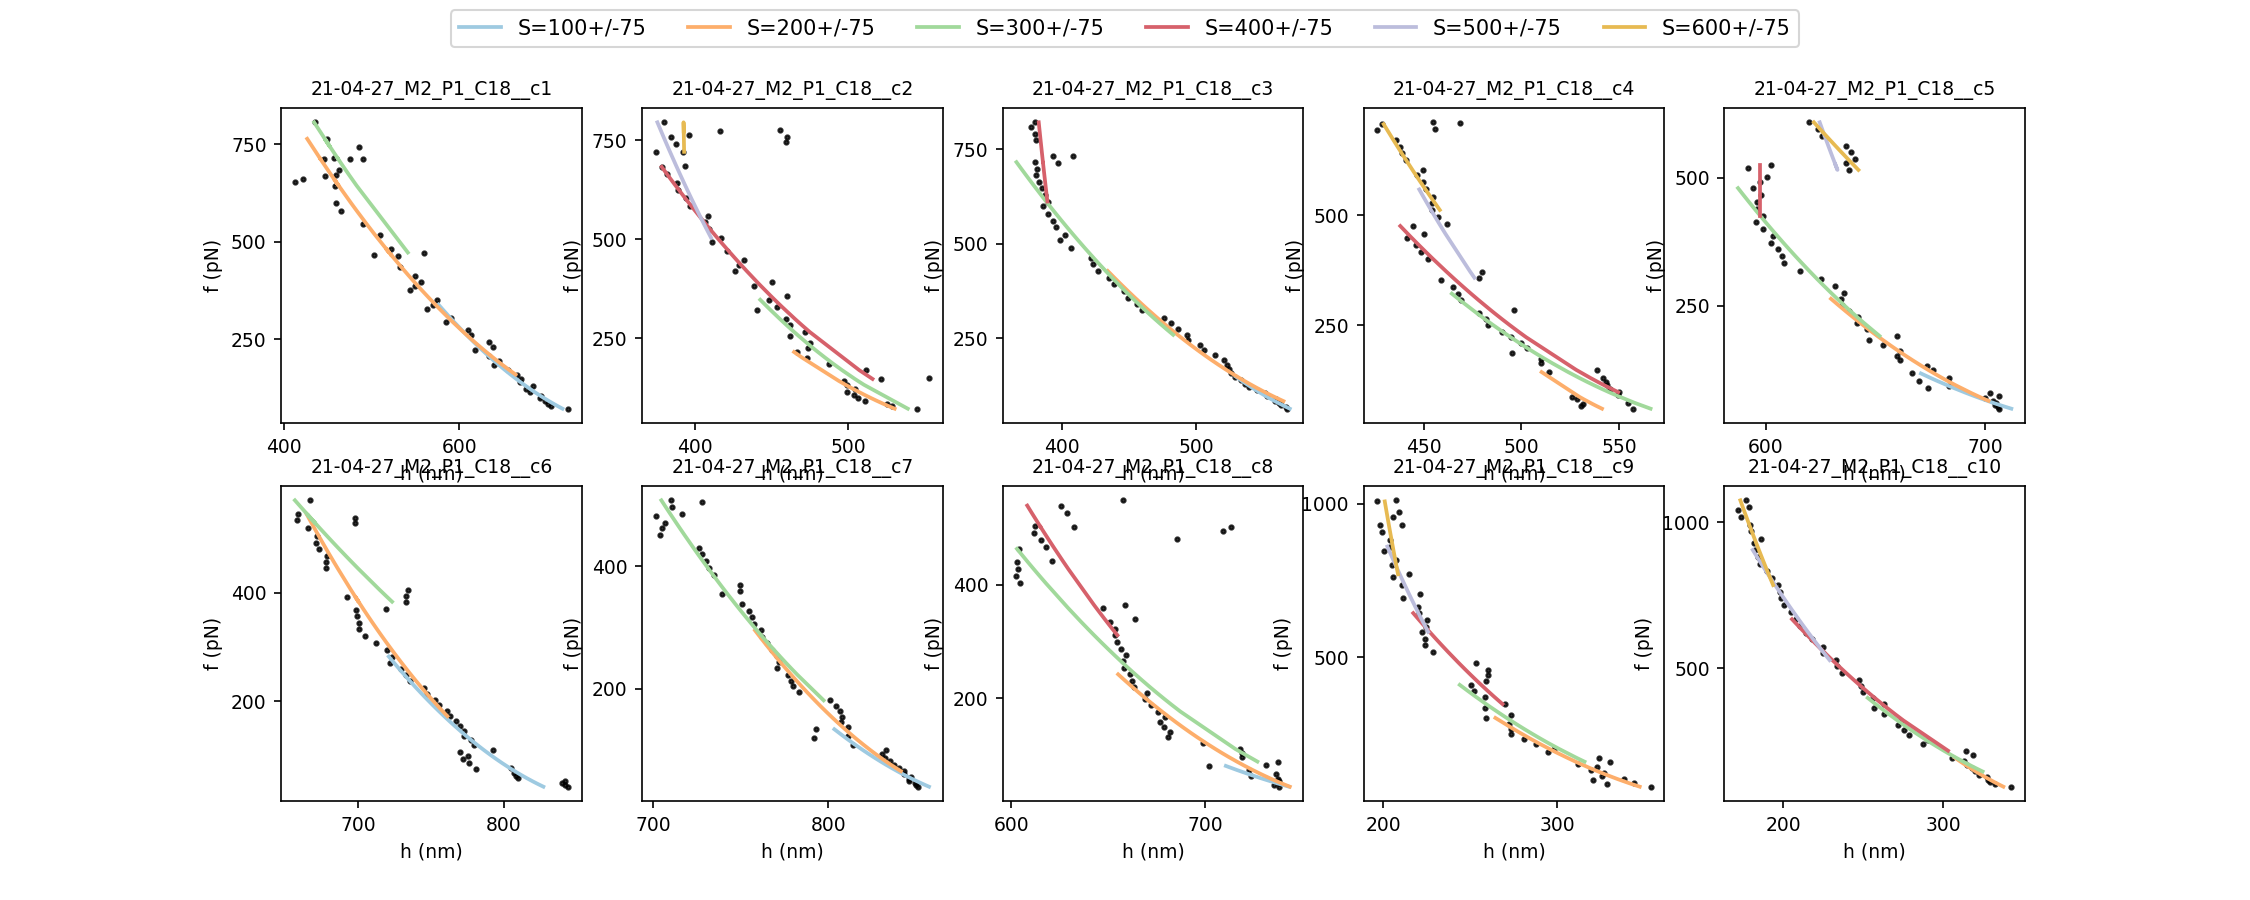 S=100+/-75 S=200+/-75 S=300+/-75 S=400+/-75 S=500+/-75 S=600+/-75
21-04-27_M2_P1_C18__c1
750
500
250
400 600
f (pN)
h (nm)
21-04-27_M2_P1_C18__c2
750
500
250
400 500
f (pN)
h (nm)
21-04-27_M2_P1_C18__c3
750
500
250
400 500
f (pN)
h (nm)
21-04-27_M2_P1_C18__c4
500
250
450 500 550
f (pN)
h (nm)
21-04-27_M2_P1_C18__c5
500
250
600 700
f (pN)
h (nm)
21-04-27_M2_P1_C18__c6
400
200
700 800
f (pN)
h (nm)
21-04-27_M2_P1_C18__c7
400
200
700 800
f (pN)
h (nm)
21-04-27_M2_P1_C18__c8
400
200
600 700
f (pN)
h (nm)
21-04-27_M2_P1_C18__c9
1000
500
200 300
f (pN)
h (nm)
21-04-27_M2_P1_C18__c10
1000
500
200 300
f (pN)
h (nm)